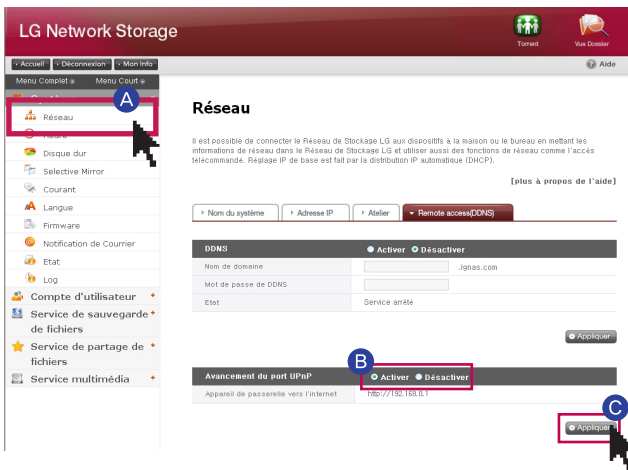 LG Network Storage
Torrent
Vue Dossier
Accueil
Déconnexion
Mon Info
Aide
Menu Complet
Menu Court
A
Réseau
Disque dur
Selective Mirror
Courant
Langue
Firmware
Notification de Courrier
Etat
Log
Compte d'utilisateur
Service de sauvegarde
de fichiers
Service de partage de
fichiers
Service multimédia
Réseau
Il est possible de connecter le Réseau de Stockage LG aux dispositifs à la maison ou le bureau en mettant les
informations de réseau dans le Réseau de Stockage LG et utiliser aussi des fonctions de réseau comme l'accès
télécommandé. Réglage IP de base est fait par la distribution IP automatique (DHCP).
[plus à propos de l'aide]
Nom du système
Adresse IP
Atelier
Remote access(DDNS)
DDNS
Activer
Désactiver
Nom de domaine
.lgnas.com
Mot de passe de DDNS
Etat
Service arrêté
Appliquer
B
Avancement du port UPnP
Activer
Désactiver
Appareil de passerelle vers l'internet
http://192.168.0.1
C
Appliquer